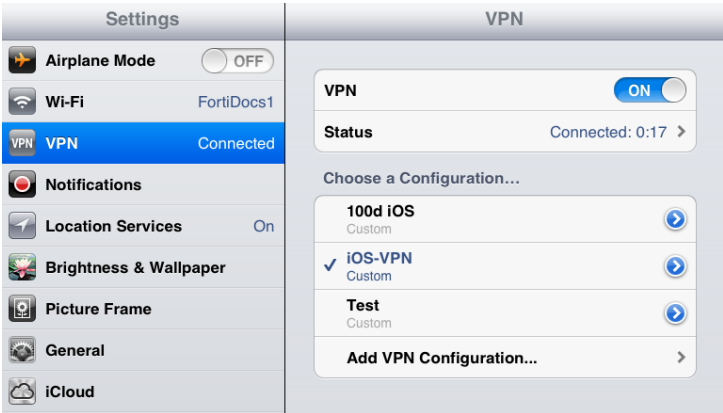 Settings
Airplane Mode OFF
Wi-Fi FortiDocs1
VPN VPN Connected
Notifications
Location Services On
Brightness & Wallpaper
Picture Frame
General
iCloud
VPN
VPN ON
Status Connected: 0:17
Choose a Configuration...
100d iOS
Custom
iOS-VPN
Custom
Test
Custom
Add VPN Configuration...